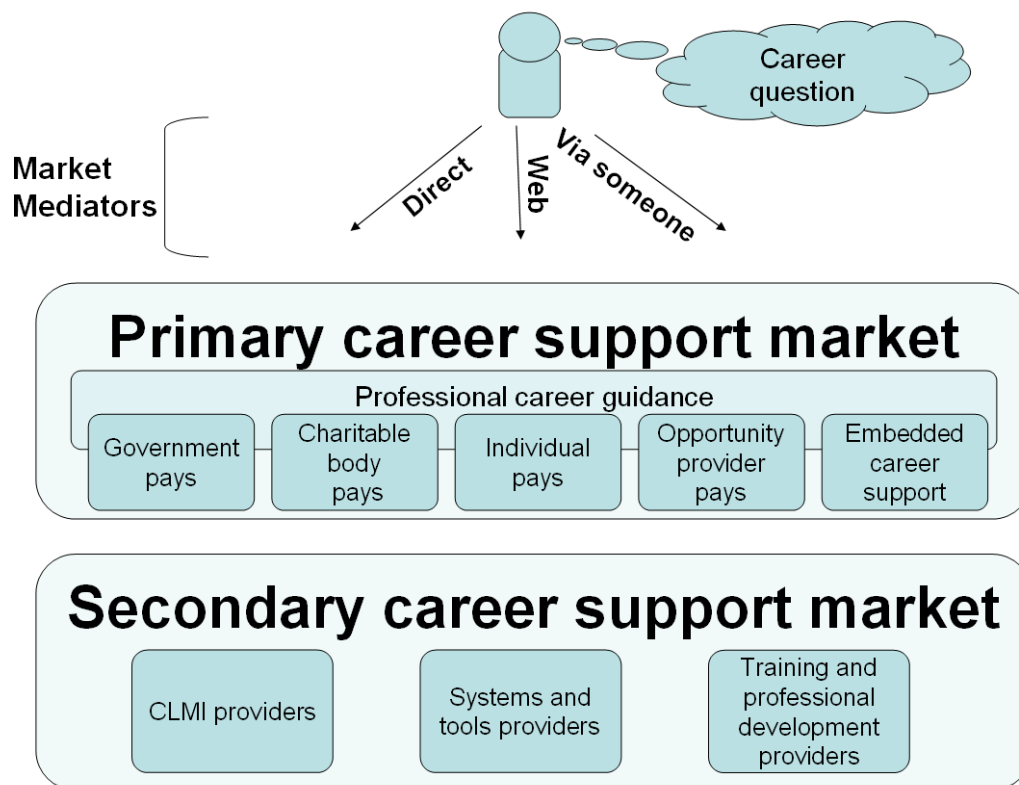 Career
question
Market
Mediators
Direct
Web
Via someone
Primary career support market
Professional career guidance
Government
pays
Charitable
body
pays
Individual
pays
Opportunity
provider
pays
Embedded
career
support
Secondary career support market
CLMI providers
Systems and
tools providers
Training and
professional
development
providers